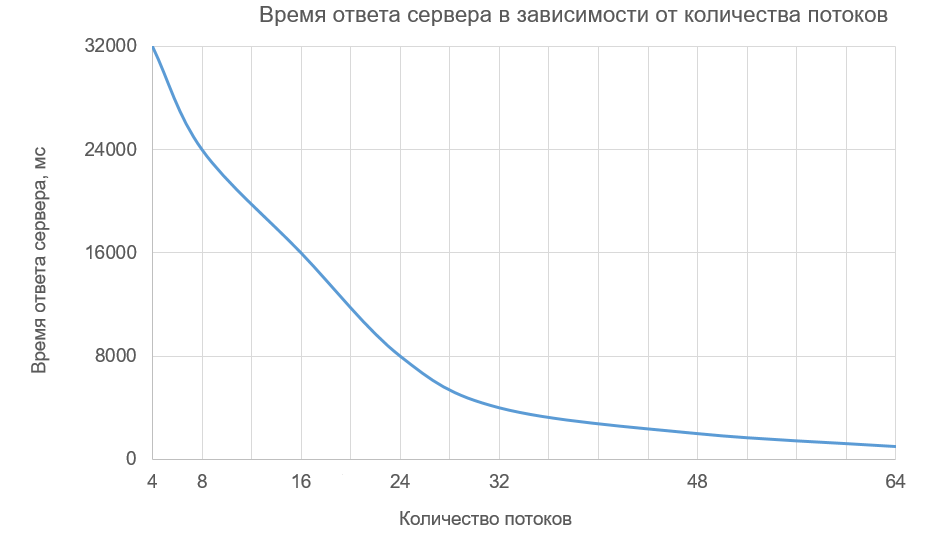 Время ответа сервера в зависимости от количества потоков
Время ответа сервера, мс
32000
24000
16000
8000
0
4 8 16 24 32 48 64
Количество потоков